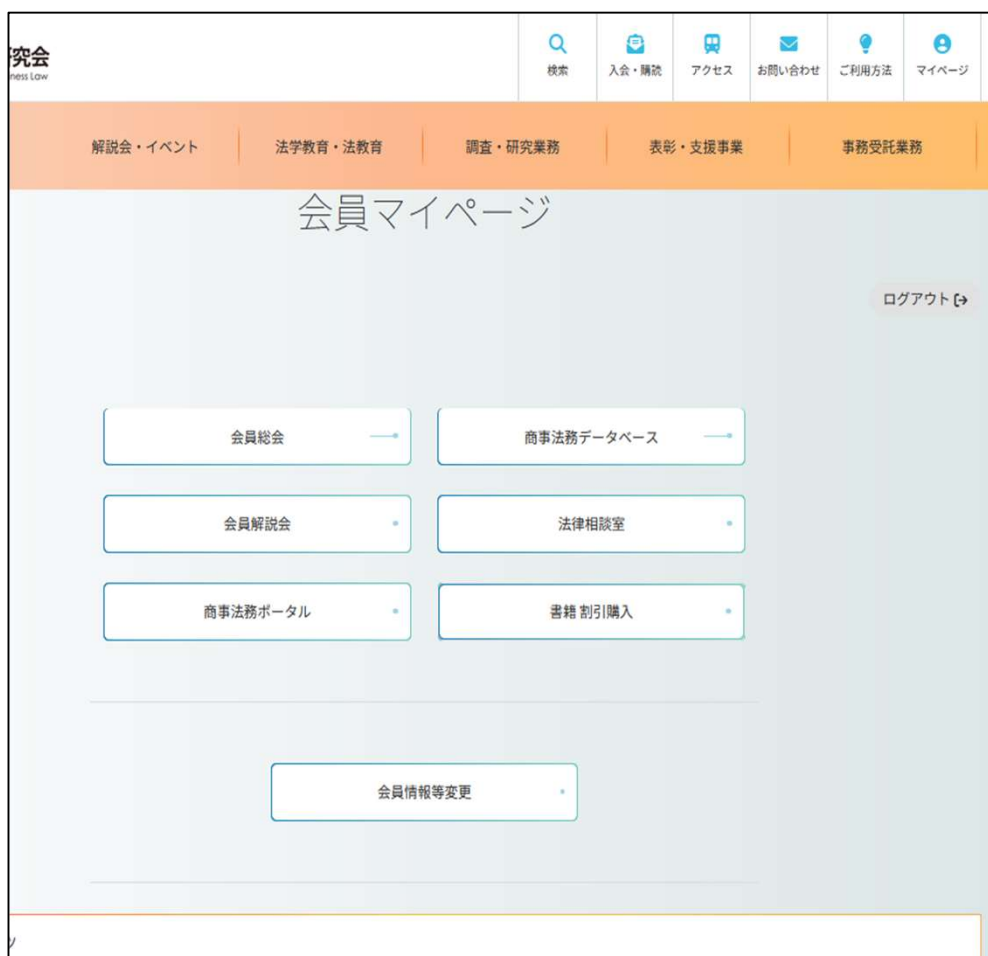 究会
ness Law
検索
入会・購読
アクセス
お問い合わせ
ご利用方法
マイページ
解説会・イベント
法学教育・法教育
調査・研究業務
表彰・支援事業
事務受託業務
会員マイページ
ログアウト
会員総会
商事法務データベース
会員解説会
法律相談室
商事法務ポータル
書籍 割引購入
会員情報等変更